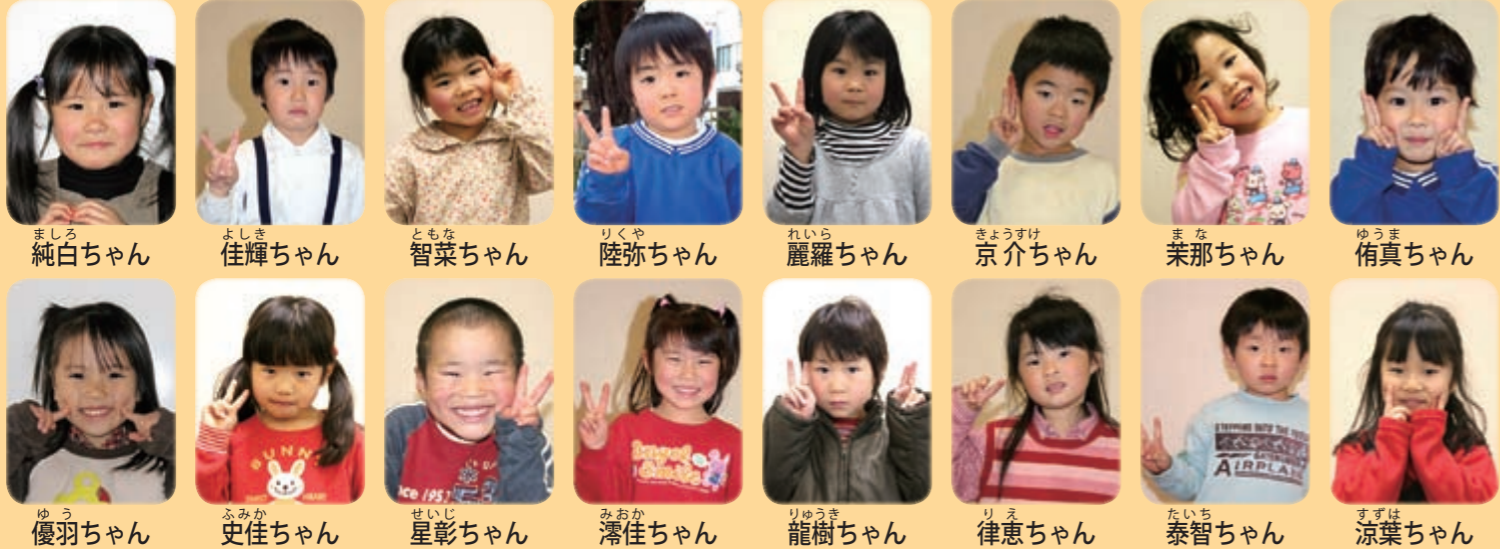 ましろ よしき ともな りくや れいら きょうすけ まな ゆうま
純白ちゃん 佳輝ちゃん 智菜ちゃん 陸弥ちゃん 麗羅ちゃん 京介ちゃん 茉那ちゃん 侑真ちゃん
BUNNY
Bagel
Smile
AIRPLAN
nce 1957
ゆう ふみか せいじ みおか りゅうき りえ たいち すずは
優羽ちゃん 史佳ちゃん 星彰ちゃん 澪佳ちゃん 龍樹ちゃん 律恵ちゃん 泰智ちゃん 涼葉ちゃん